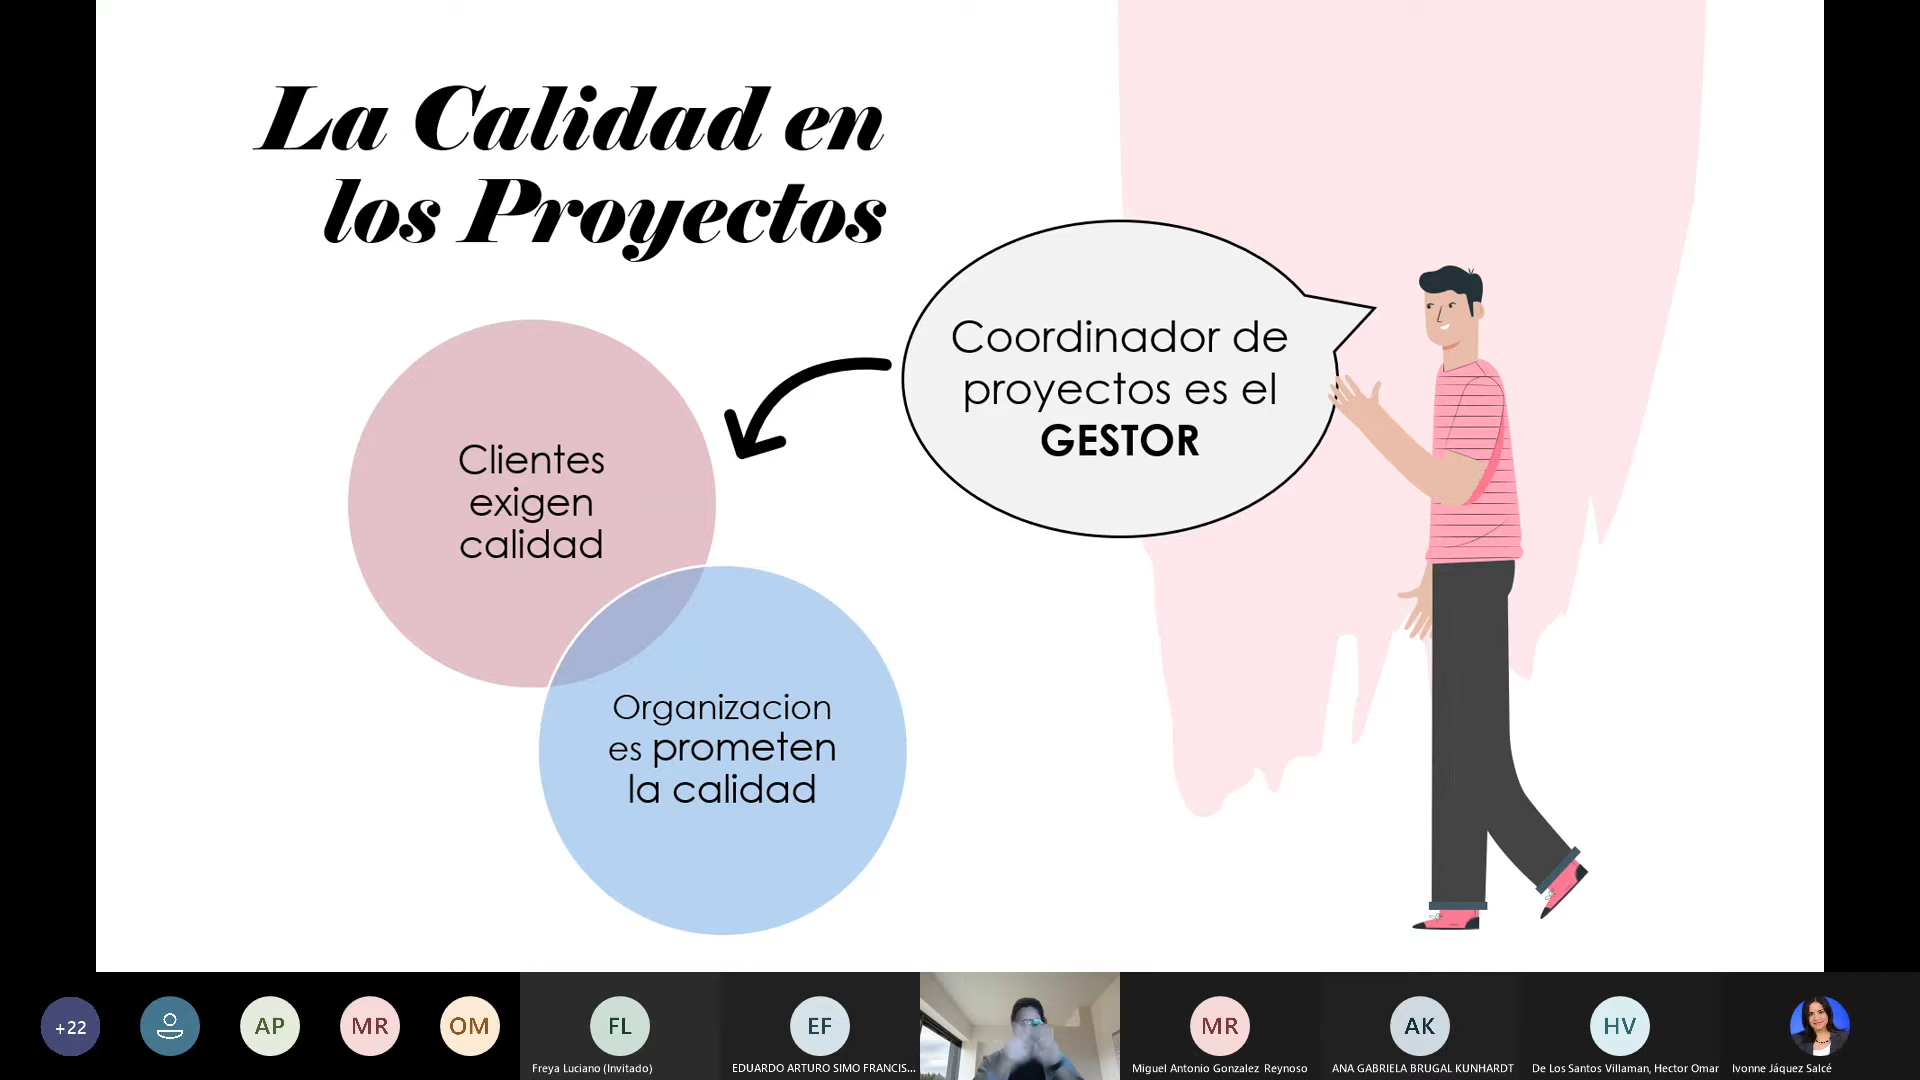 La Calidad en
los Proyectos
Coordinador de
proyectos es el
GESTOR
Clientes
exigen
calidad
Organizacion
es prometen
la calidad
+22
AP
MR
OM
FL
Freya Luciano (Invitado)
EF
EDUARDO ARTURO SIMO FRANCIS...
MR
Miguel Antonio Gonzalez Reynoso
AK
ANA GABRIELA BRUGAL KUNHARDT
HV
De Los Santos Villaman, Hector Omar
Ivonne Jáquez Salcé